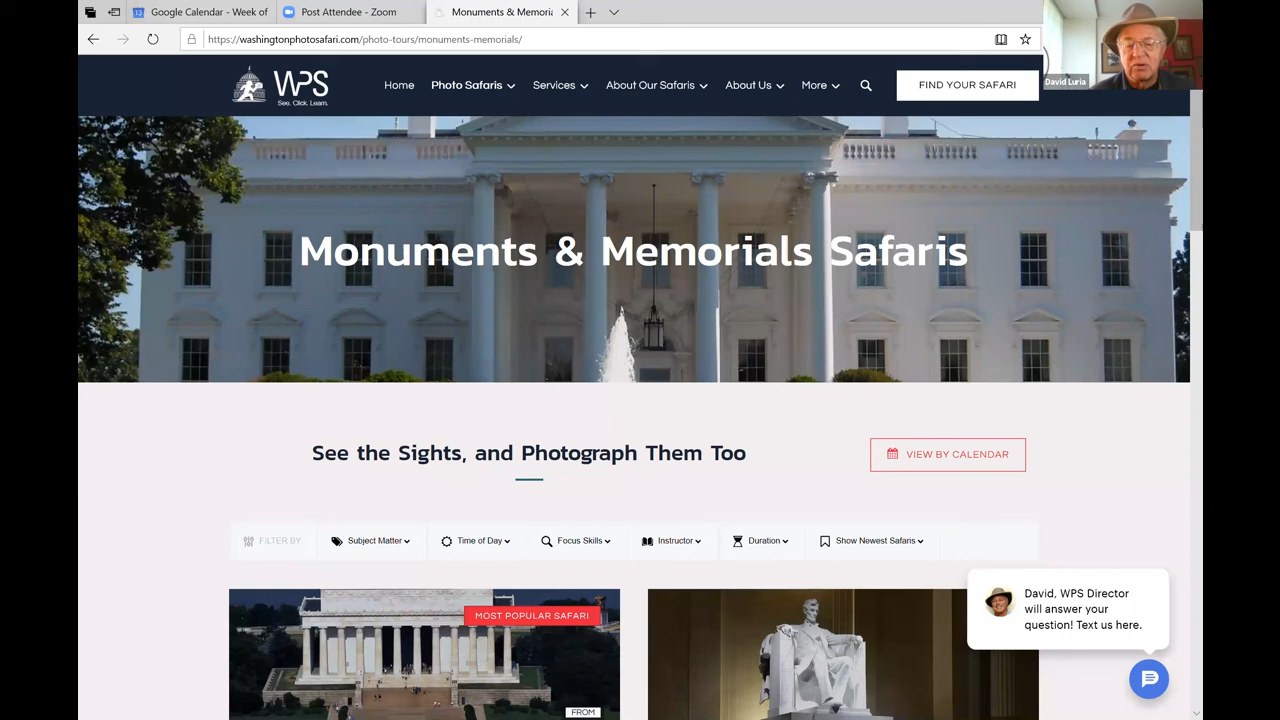 Google Calendar - Week of
Post Attendee - Zoom
Monuments & Memoria
https://washingtonphotosafari.com/photo-tours/monuments-memorials/
David Luria
WPS
See. Click. Learn.
Home
Photo Safaris
Services
About Our Safaris
About Us
More
FIND YOUR SAFARI
Monuments & Memorials Safaris
See the Sights, and Photograph Them Too
VIEW BY CALENDAR
FILTER BY
Subject Matter
Time of Day
Focus Skills
Instructor
Duration
Show Newest Safaris
MOST POPULAR SAFARI
FROM
David, WPS Director
will answer your
question! Text us here.